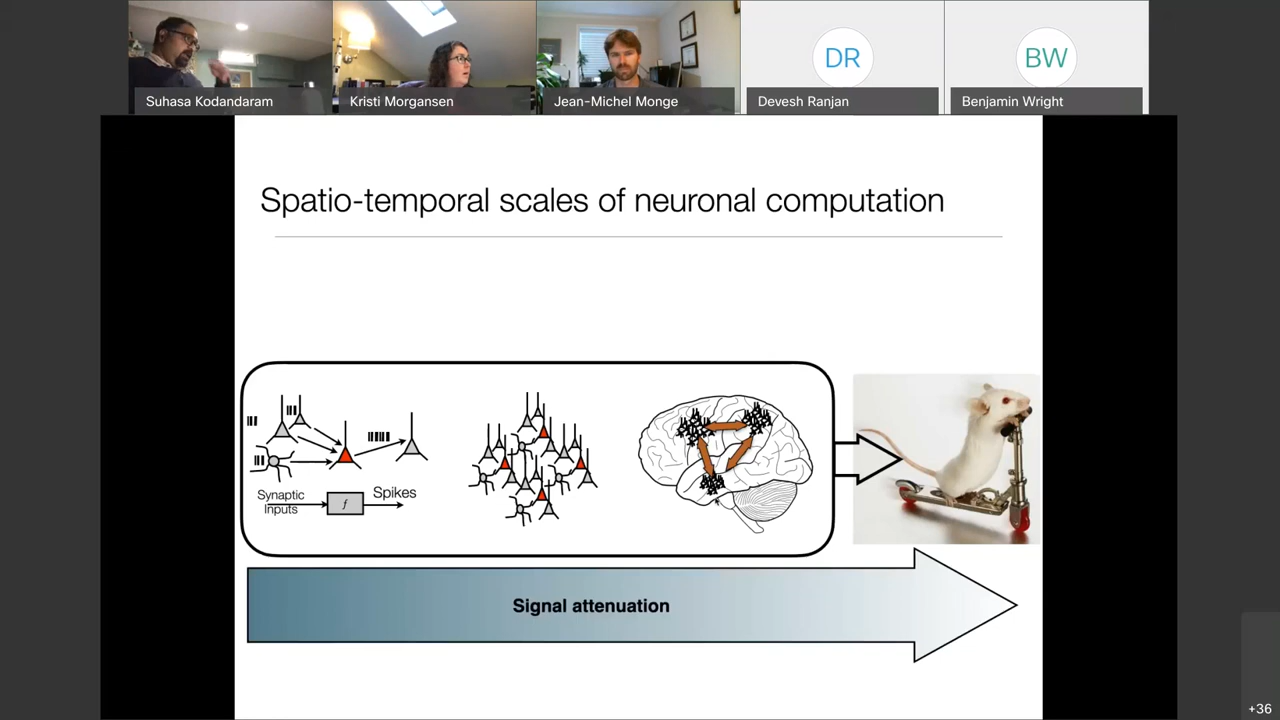 DR
BW
Suhasa Kodandaram
Kristi Morgansen
Jean-Michel Monge
Devesh Ranjan
Benjamin Wright
Spatio-temporal scales of neuronal computation
Synaptic
inputs
f
Spikes
Signal attenuation
+36